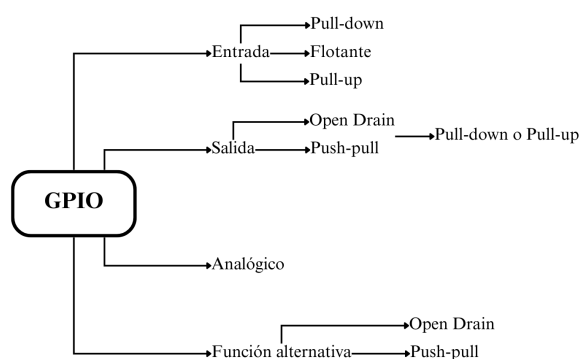 Pull-down
Entrada
Flotante
Pull-up
Open Drain
Salida
Push-pull
Pull-down o Pull-up
GPIO
Analógico
Open Drain
Función alternativa
Push-pull